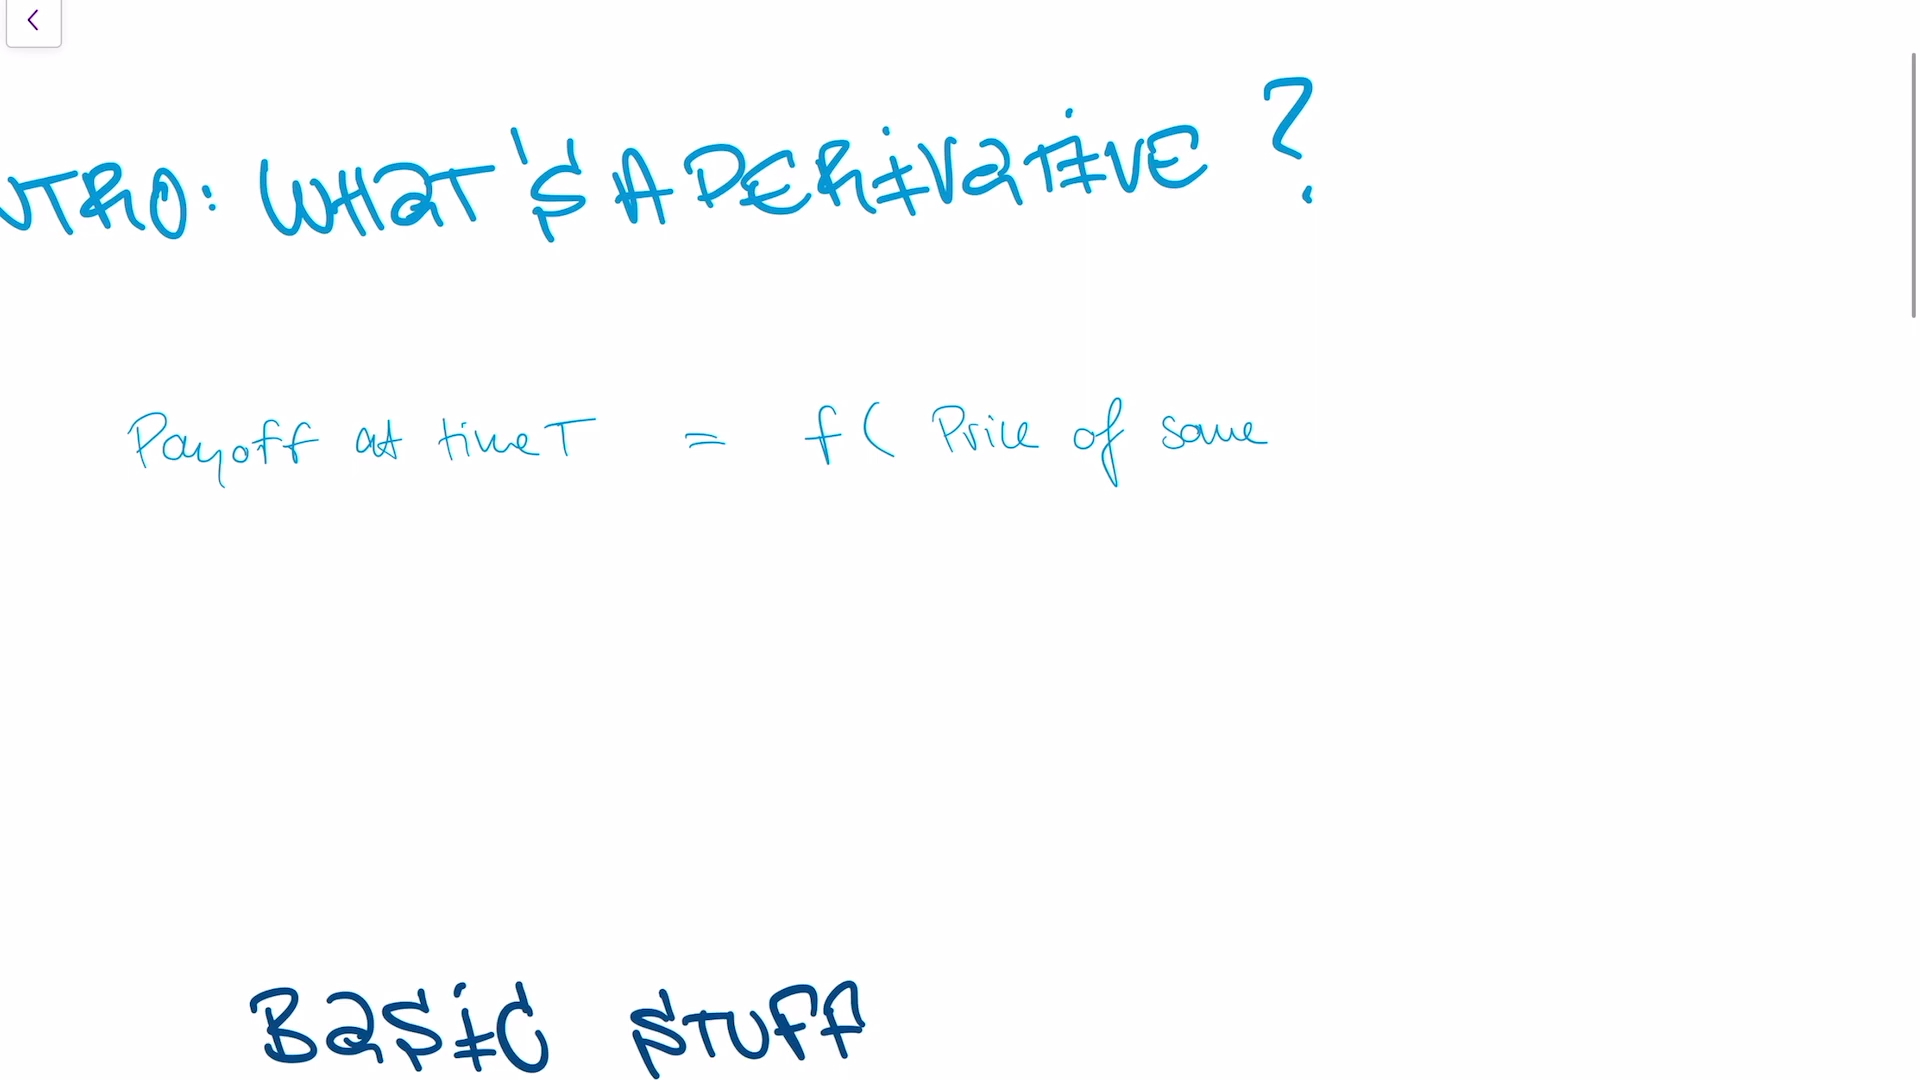 NTRO: WHAT'S A DERIVATIVE ?
Payoff at time T = f( Price of some
BASIC STUFF